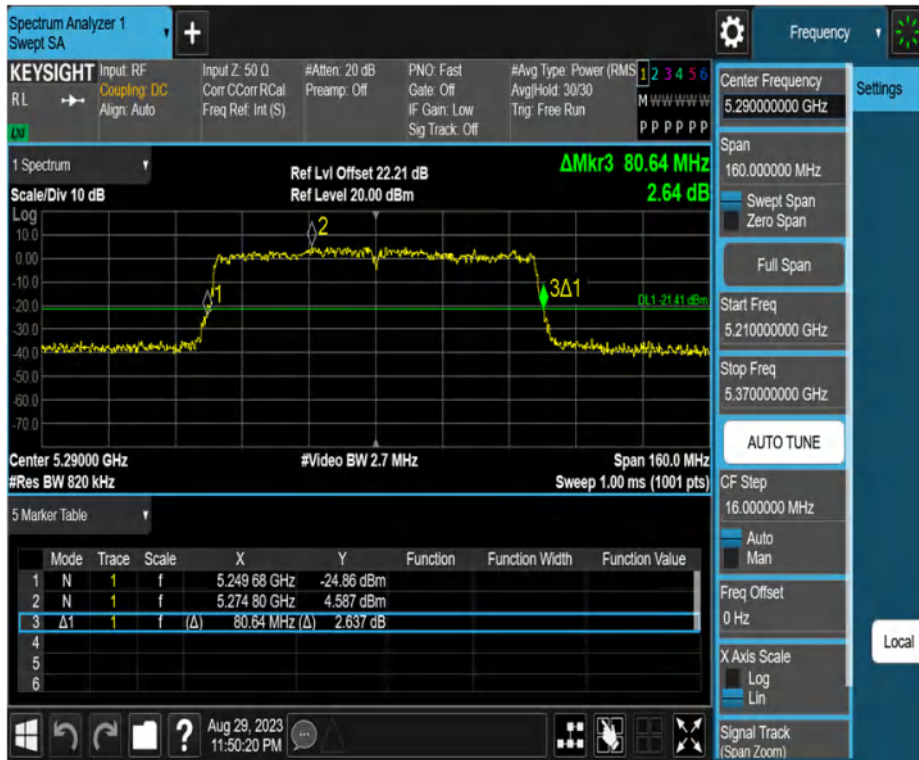 Spectrum Analyzer 1
Swept SA
Frequency
KEYSIGHT
RL
LXI
Input: RF
Coupling: DC
Align: Auto
Input Z: 50 Ω
Corr CCorr RCal
Freq Ref: Int (S)
#Atten: 20 dB
Preamp: Off
PNO: Fast
Gate: Off
IF Gain: Low
Sig Track: Off
#Avg Type: Power (RMS
Avg|Hold: 30/30
Trig: Free Run
1 2 3 4 5 6
M W W W W W
P P P P P P
1 Spectrum
Scale/Div 10 dB
Ref Lvl Offset 22.21 dB
Ref Level 20.00 dBm
ΔMkr3 80.64 MHz
2.64 dB
Log
10.0
0.00
-10.0
-20.0
-30.0
-40.0
-50.0
-60.0
-70.0
2
1
3Δ1
DL1 -21.41 dBm
Center 5.29000 GHz
#Video BW 2.7 MHz
Span 160.0 MHz
#Res BW 820 kHz
Sweep 1.00 ms (1001 pts)
5 Marker Table
Mode Trace Scale X Y Function Function Width Function Value
1 N 1 f 5.249 68 GHz -24.86 dBm
2 N 1 f 5.274 80 GHz 4.587 dBm
3 Δ1 1 f (Δ) 80.64 MHz (Δ) 2.637 dB
4
5
6
Aug 29, 2023
11:50:20 PM
?
Center Frequency
5.290000000 GHz
Span
160.000000 MHz
Swept Span
Zero Span
Full Span
Start Freq
5.210000000 GHz
Stop Freq
5.370000000 GHz
AUTO TUNE
CF Step
16.000000 MHz
Auto
Man
Freq Offset
0 Hz
X Axis Scale
Log
Lin
Signal Track
(Span Zoom)
Settings
Local